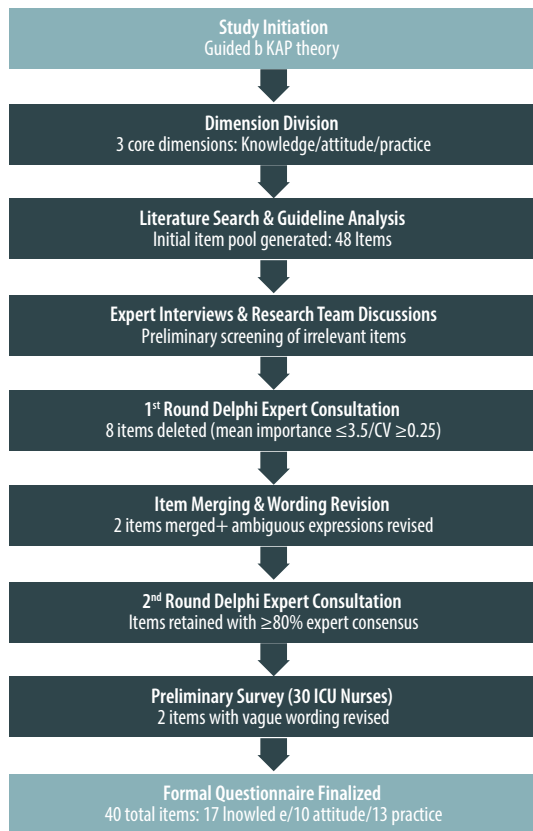 Study Initiation
Guided b KAP theory
Dimension Division
3 core dimensions: Knowledge/attitude/practice
Literature Search & Guideline Analysis
Initial item pool generated: 48 Items
Expert Interviews & Research Team Discussions
Preliminary screening of irrelevant items
1st Round Delphi Expert Consultation
8 items deleted (mean importance ≤3.5/CV ≥0.25)
Item Merging & Wording Revision
2 items merged+ ambiguous expressions revised
2nd Round Delphi Expert Consultation
Items retained with ≥80% expert consensus
Preliminary Survey (30 ICU Nurses)
2 items with vague wording revised
Formal Questionnaire Finalized
40 total items: 17 lnowled e/10 attitude/13 practice